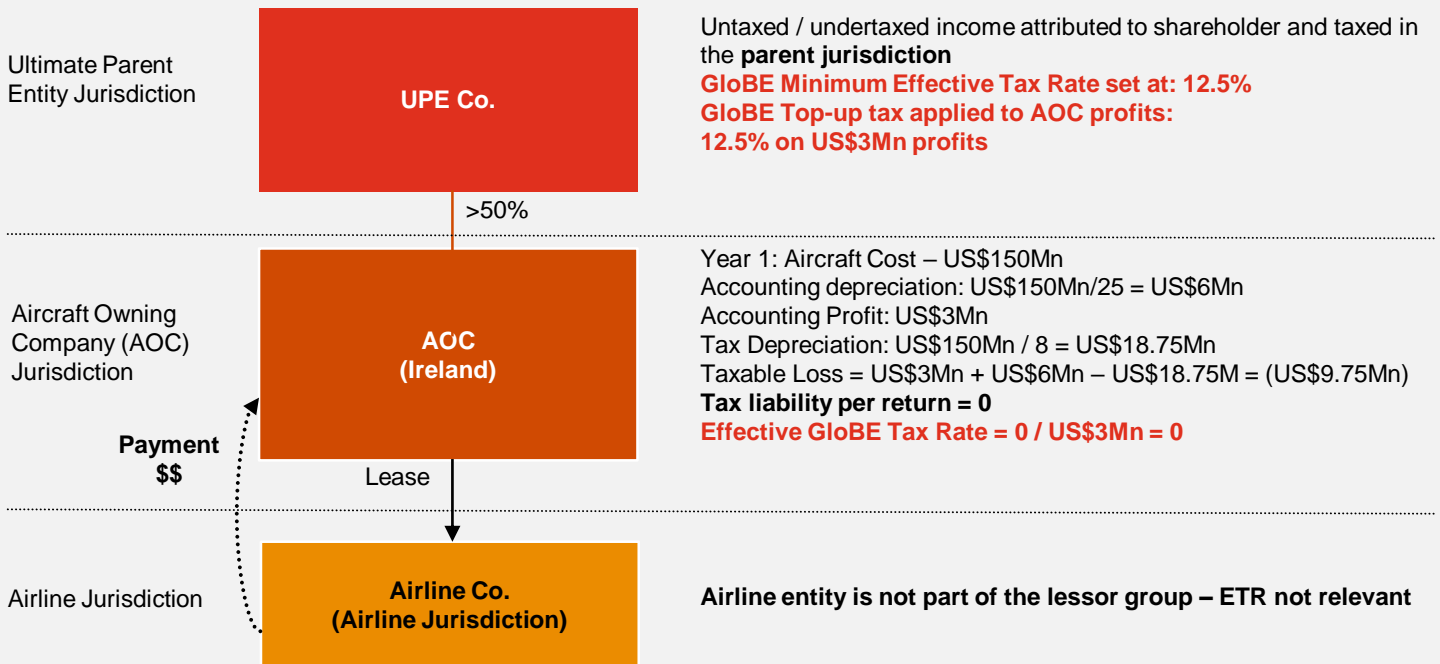 Ultimate Parent
Entity Jurisdiction
UPE Co.
Untaxed / undertaxed income attributed to shareholder and taxed in
the parent jurisdiction
GloBE Minimum Effective Tax Rate set at: 12.5%
GloBE Top-up tax applied to AOC profits:
12.5% on US$3Mn profits
>50%
Aircraft Owning
Company (AOC)
Jurisdiction
AOC
(Ireland)
Year 1: Aircraft Cost – US$150Mn
Accounting depreciation: US$150Mn/25 = US$6Mn
Accounting Profit: US$3Mn
Tax Depreciation: US$150Mn / 8 = US$18.75Mn
Taxable Loss = US$3Mn + US$6Mn – US$18.75M = (US$9.75Mn)
Tax liability per return = 0
Effective GloBE Tax Rate = 0 / US$3Mn = 0
Payment
$$
Lease
Airline Jurisdiction
Airline Co.
(Airline Jurisdiction)
Airline entity is not part of the lessor group – ETR not relevant